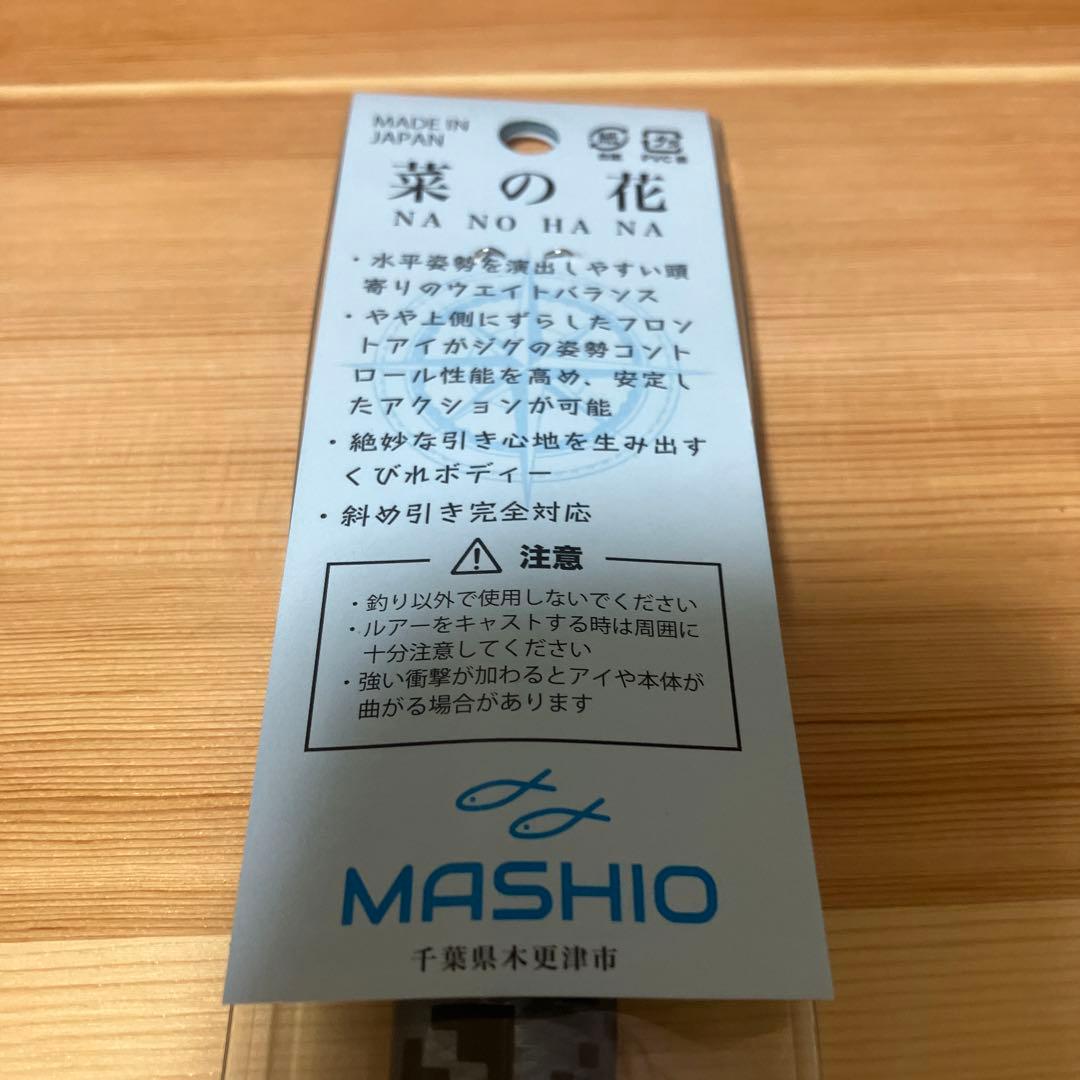 MADE IN
JAPAN
紙
PVC
菜の花
NA NO HA NA
・水平姿勢を演出しやすい頭
寄りのウエイトバランス
・やや上側にずらしたフロン
トアイがジグの姿勢コント
ロール性能を高め、安定し
たアクションが可能
・絶妙な引き心地を生み出す
くびれボディー
・斜め引き完全対応
注意
・釣り以外で使用しないでください
・ルアーをキャストする時は周囲に
十分注意してください
・強い衝撃が加わるとアイや本体が
曲がる場合があります
MASHIO
千葉県木更津市